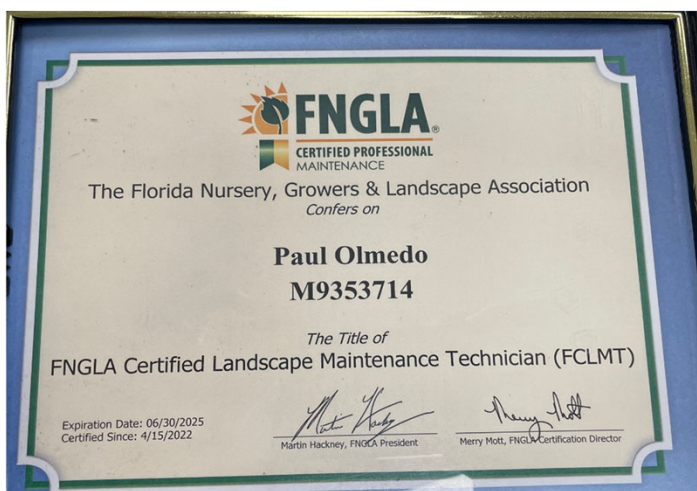 FNGLA®
CERTIFIED PROFESSIONAL
MAINTENANCE
The Florida Nursery, Growers & Landscape Association
Confers on
Paul Olmedo
M9353714
The Title of
FNGLA Certified Landscape Maintenance Technician (FCLMT)
Expiration Date: 06/30/2025
Certified Since: 4/15/2022
Martin Hackney, FNGLA President
Merry Mott, FNGLA Certification Director